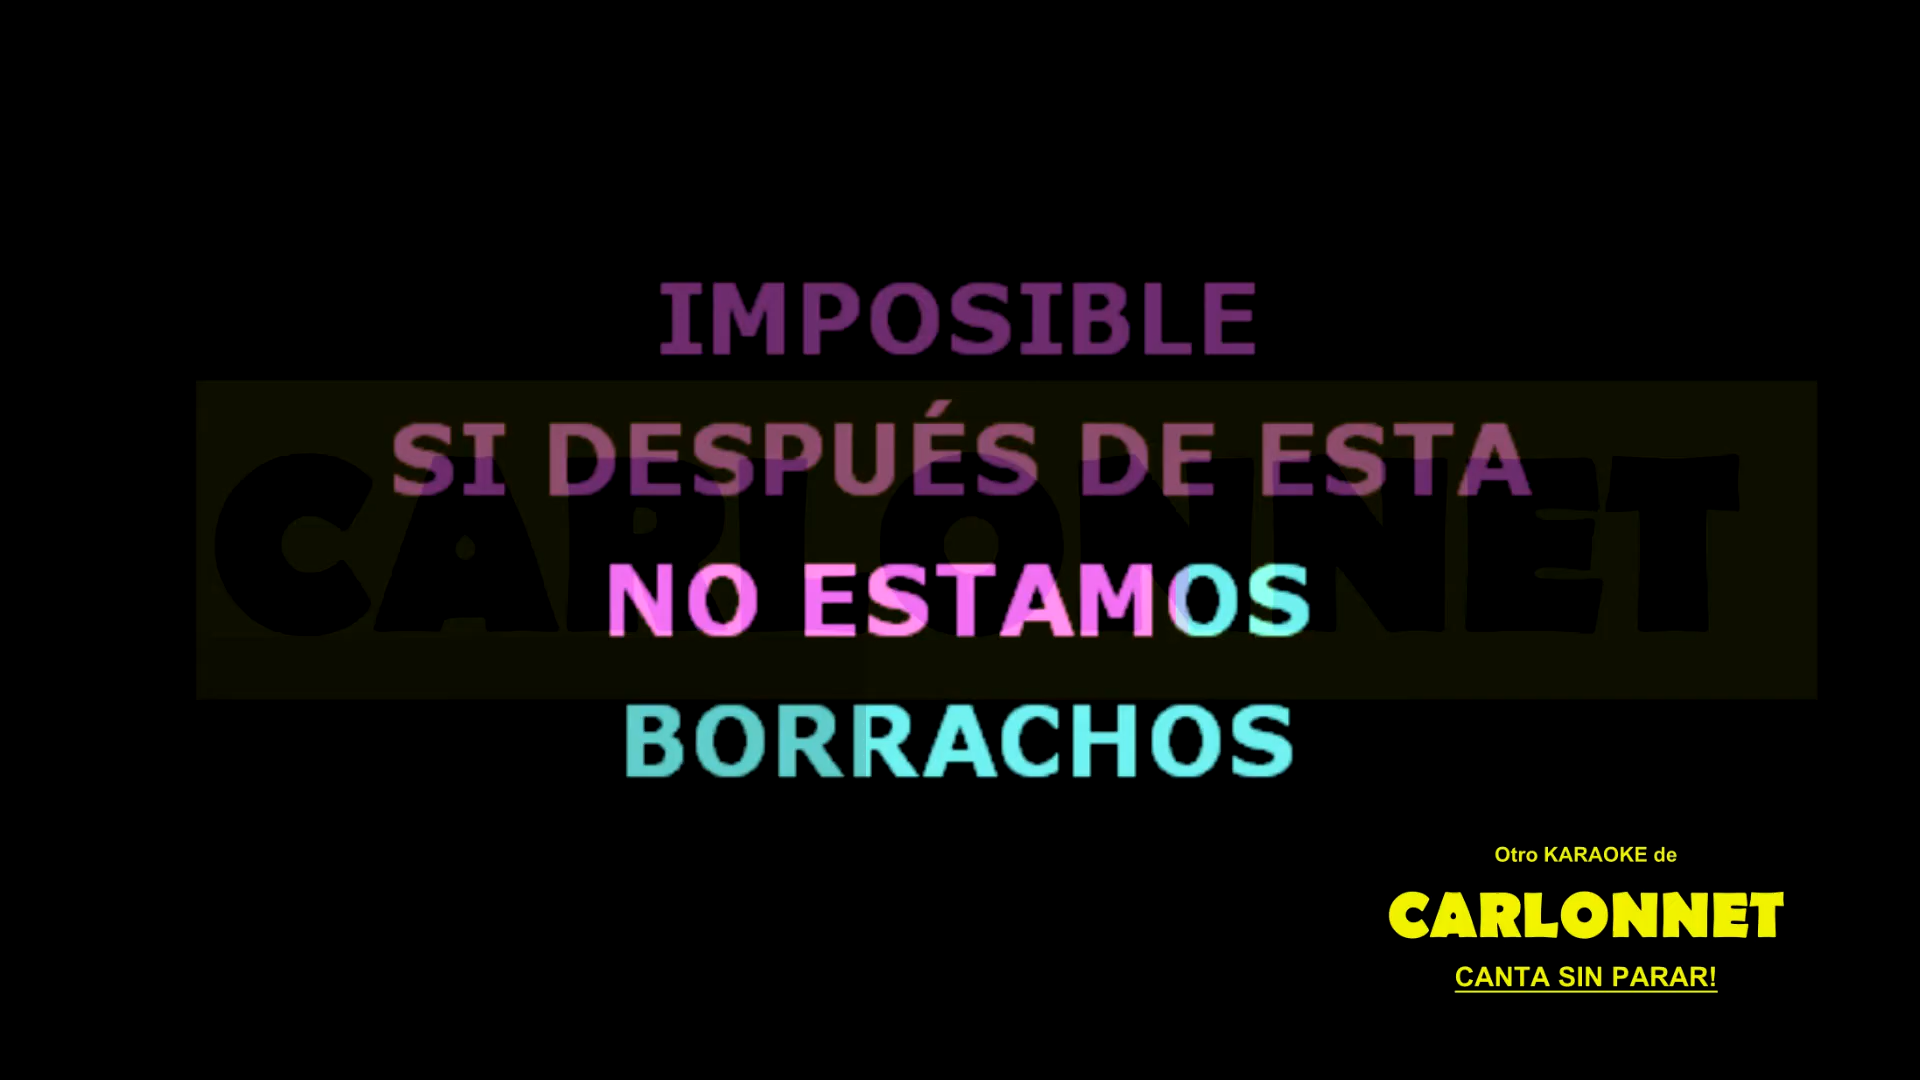 IMPOSIBLE
SI DESPUÉS DE ESTA
CARLONNET
NO ESTAMOS
BORRACHOS
Otro KARAOKE de
CARLONNET
CANTA SIN PARAR!